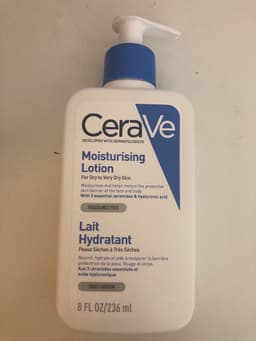 CeraVe
DEVELOPED WITH DERMATOLOGISTS
Moisturising
Lotion
For Dry to Very Dry Skin
Moisturises and helps restore the protective
skin barrier of the face and body
With 3 essential ceramides & hyaluronic acid
FRAGRANCE FREE
Lait
Hydratant
Peaux Sèches à Très Sèches
Nourrit, hydrate et aide à restaurer la barrière
protectrice de la peau. Visage et corps.
Aux 3 céramides essentiels et
acide hyaluronique
SANS PARFUM
8 FL OZ/236 ml